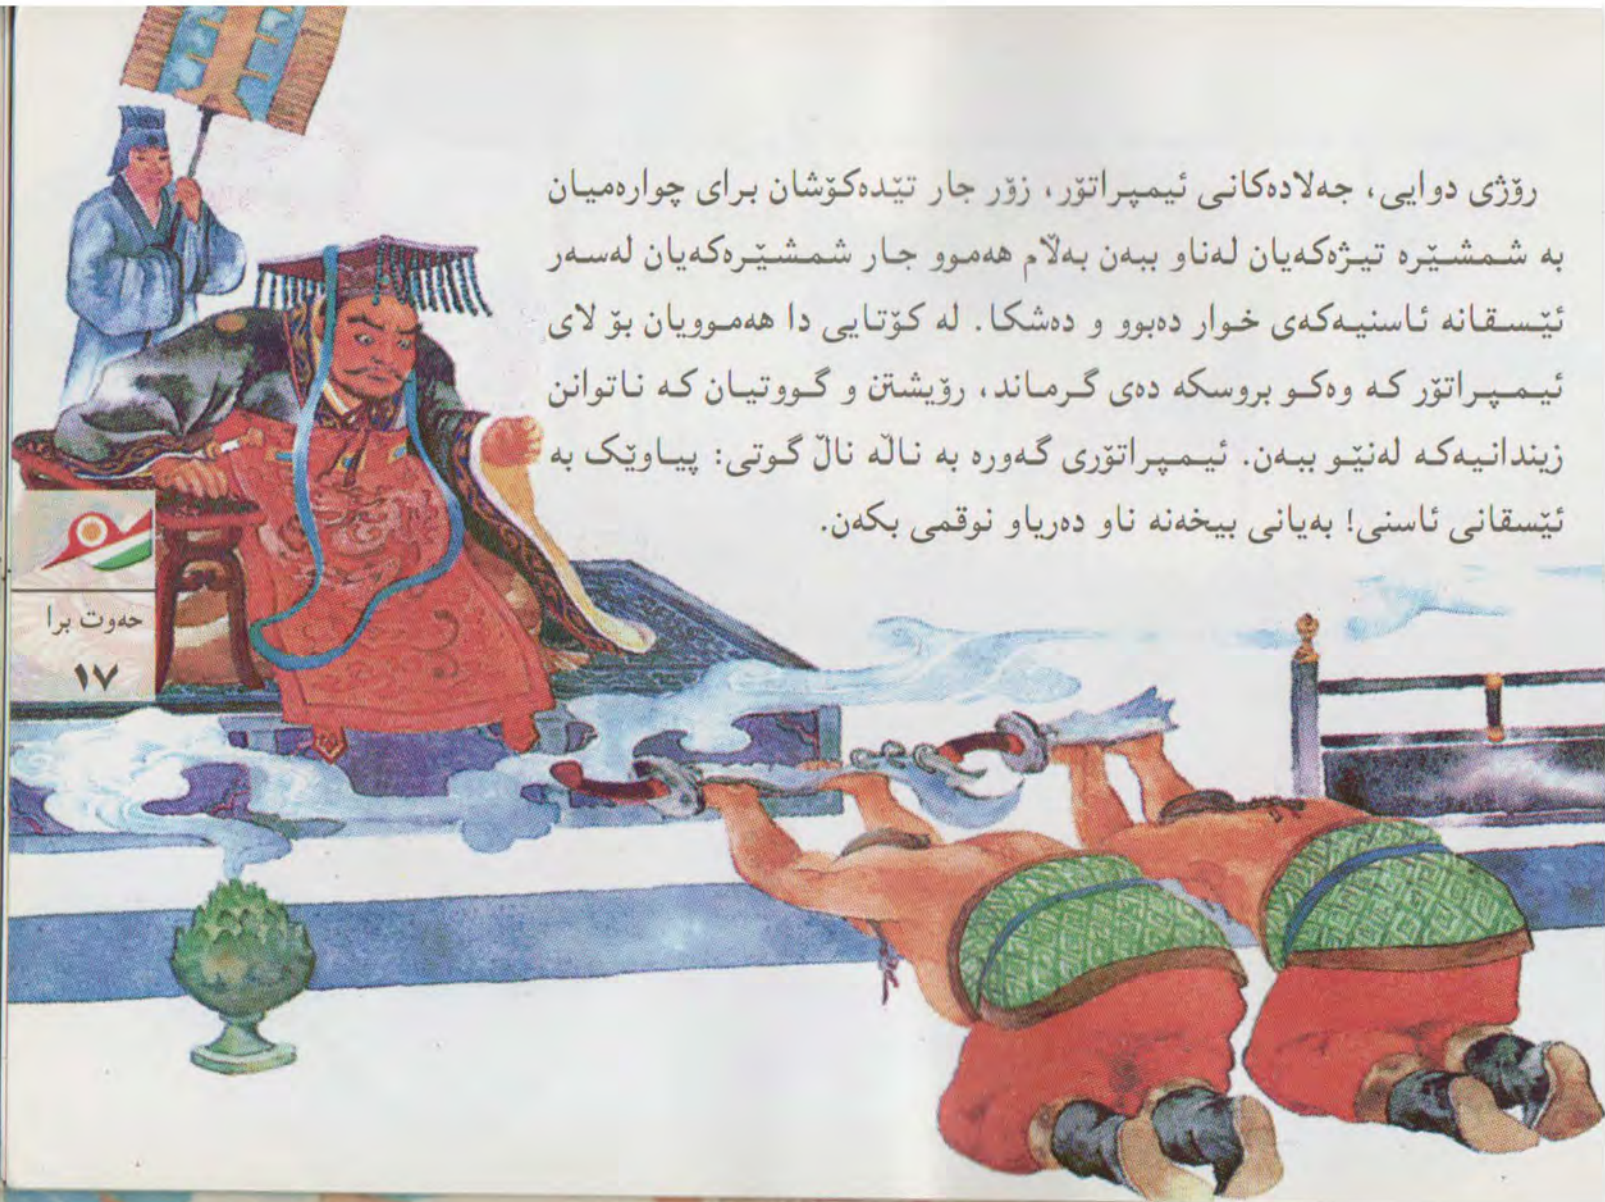 رۆژی دوایی، جەلادەکانی ئیمپراتۆر، زۆر جار تێدەکۆشان برای چوارەمیان
بە شمشێرە تیژەکەیان لەناو ببەن بەڵام هەموو جار شمشێرەکەیان لەسەر
ئێسقانە ئاسنیەکەی خوار دەبوو و دەشکا. لە کۆتایی دا هەموویان بۆ لای
ئیمپراتۆر کە وەکو بروسکە دەی گرماند، رۆیشتن و گووتیان کە ناتوانن
زیندانیەکە لەنێو ببەن. ئیمپراتۆری گەورە بە ناڵە ناڵ گوتی: پیاوێک بە
ئێسقانی ئاسنی! بەیانی بیخەنە ناو دەریاو نوقمی بکەن.
حەوت برا
١٧